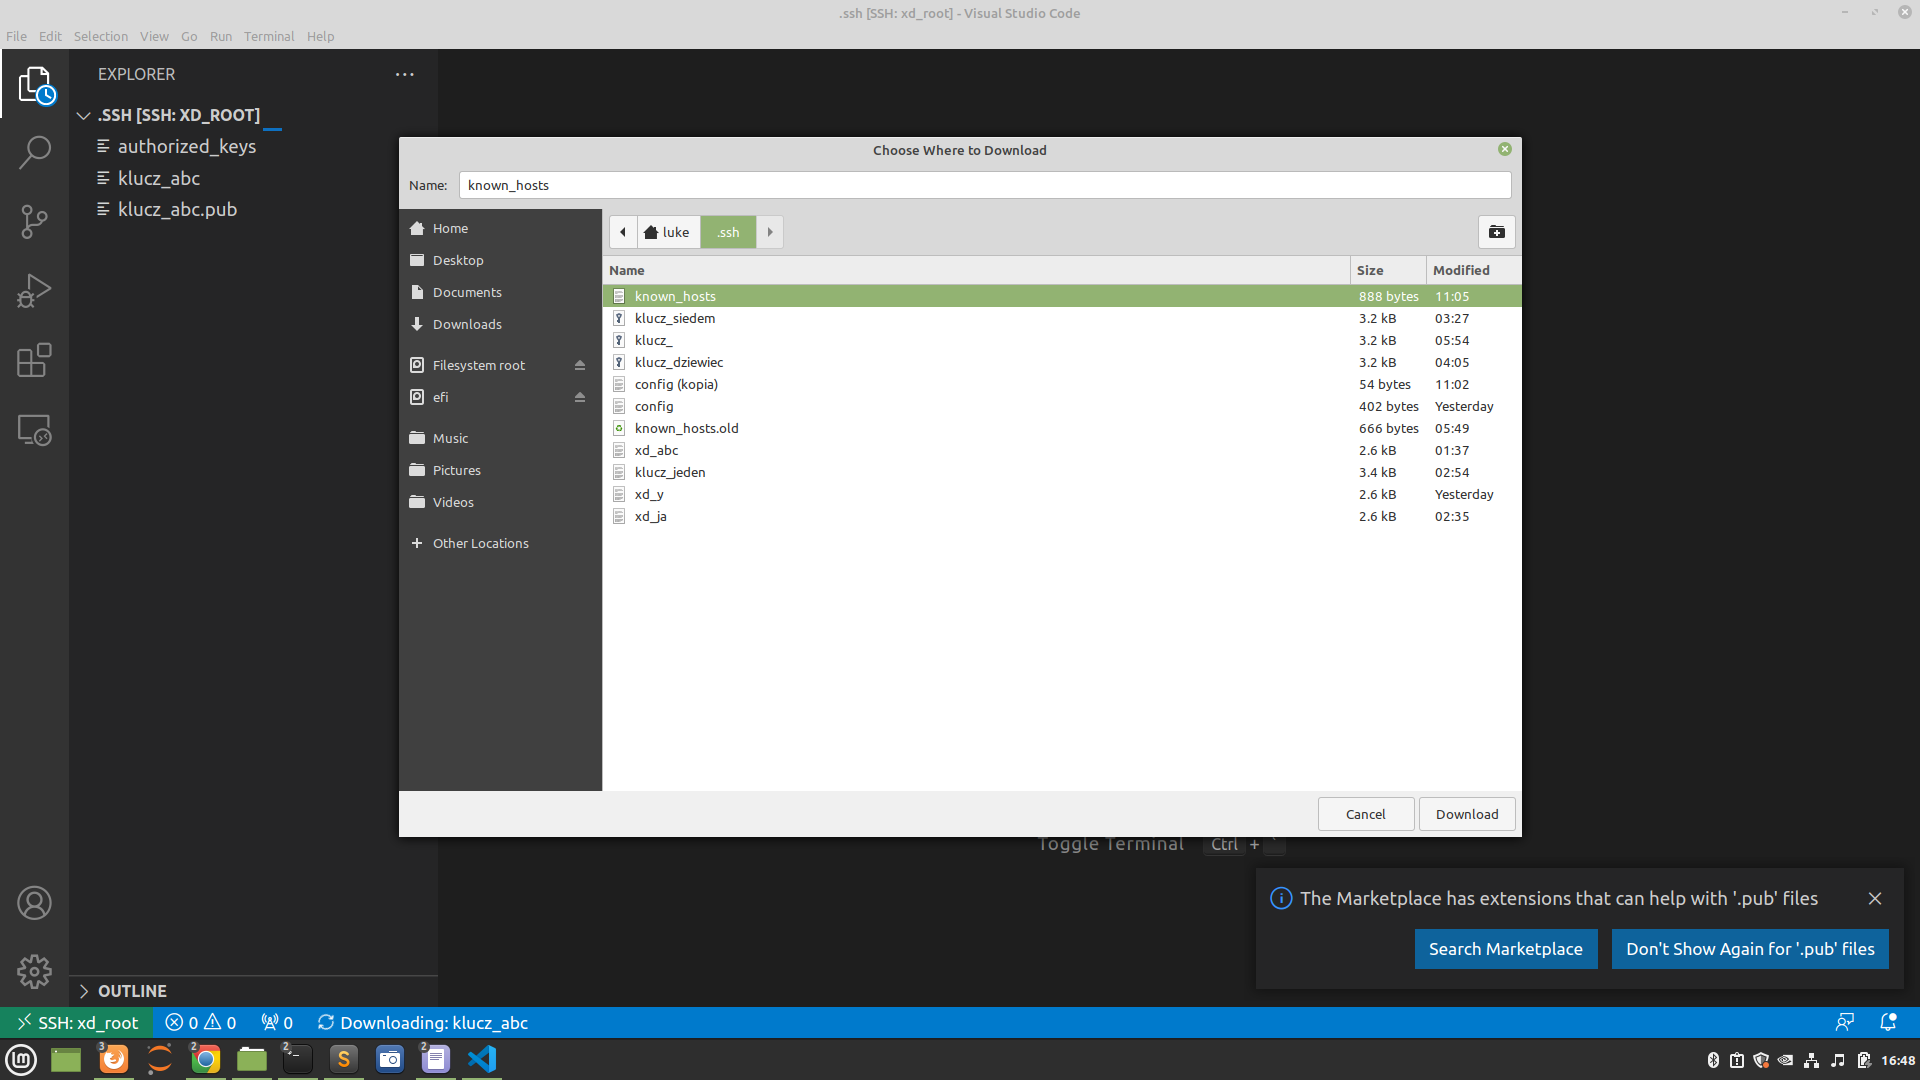 .ssh [SSH: xd_root] - Visual Studio Code
File Edit Selection View Go Run Terminal Help
EXPLORER
.SSH [SSH: XD_ROOT]
authorized_keys
klucz_abc
klucz_abc.pub
Choose Where to Download
Name: known_hosts
Home
Desktop
Documents
Downloads
Filesystem root
efi
Music
Pictures
Videos
Other Locations
luke .ssh
Name Size Modified
known_hosts 888 bytes 11:05
klucz_siedem 3.2 kB 03:27
klucz_ 3.2 kB 05:54
klucz_dziewiec 3.2 kB 04:05
config (kopia) 54 bytes 11:02
config 402 bytes Yesterday
known_hosts.old 666 bytes 05:49
xd_abc 2.6 kB 01:37
klucz_jeden 3.4 kB 02:54
xd_y 2.6 kB Yesterday
xd_ja 2.6 kB 02:35
Cancel Download
Toggle Terminal Ctrl + `
The Marketplace has extensions that can help with '.pub' files
Search Marketplace Don't Show Again for '.pub' files
OUTLINE
SSH: xd_root 0 0 0 Downloading: klucz_abc
3 2 2 2 16:48